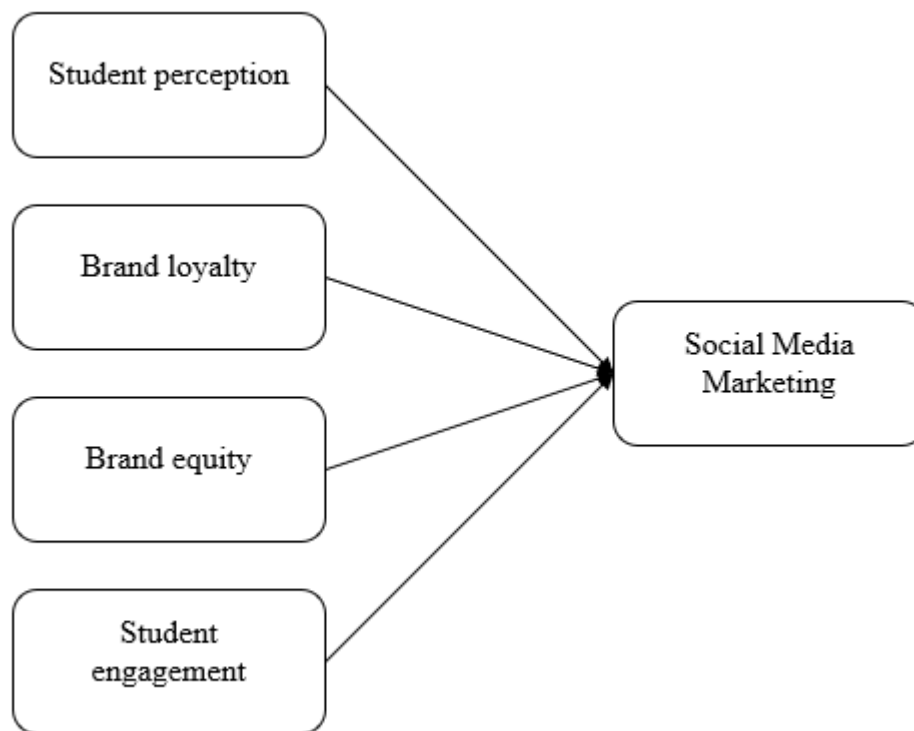 Student perception
Brand loyalty
Social Media
Marketing
Brand equity
Student
engagement